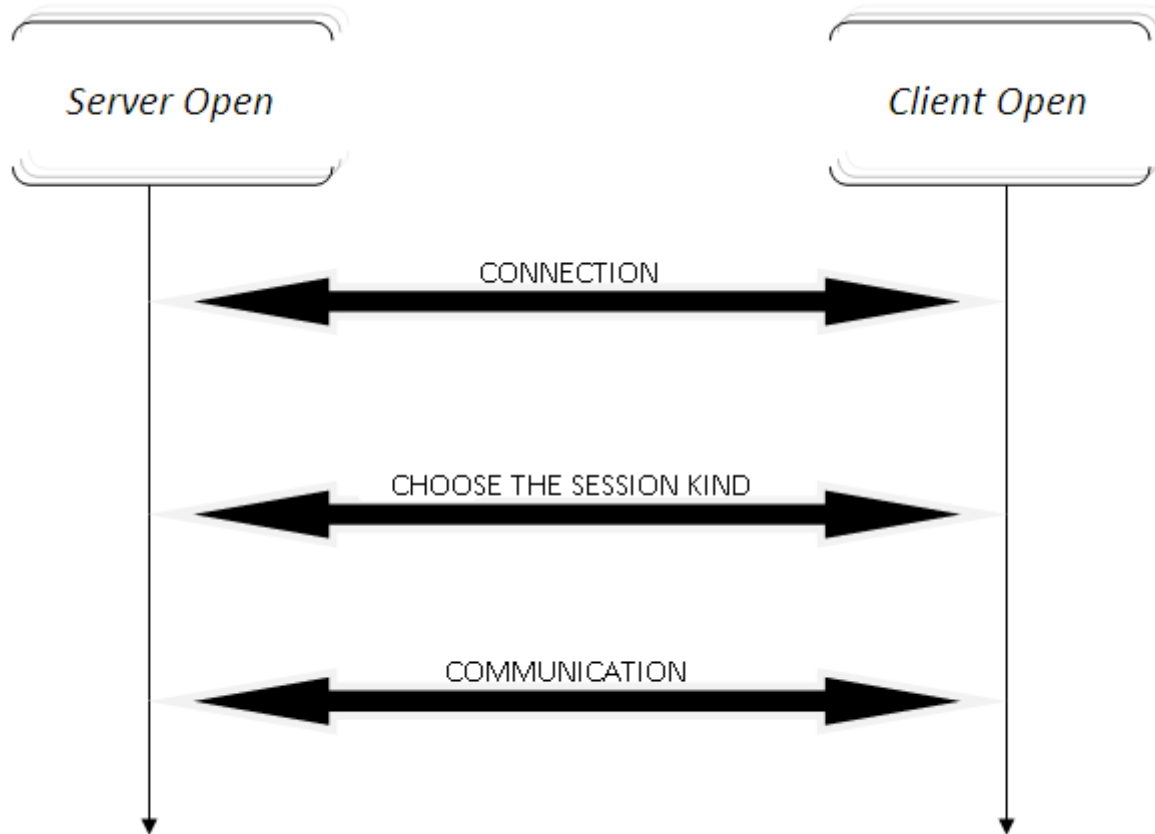 Server Open
Client Open
CONNECTION
CHOOSE THE SESSION KIND
COMMUNICATION